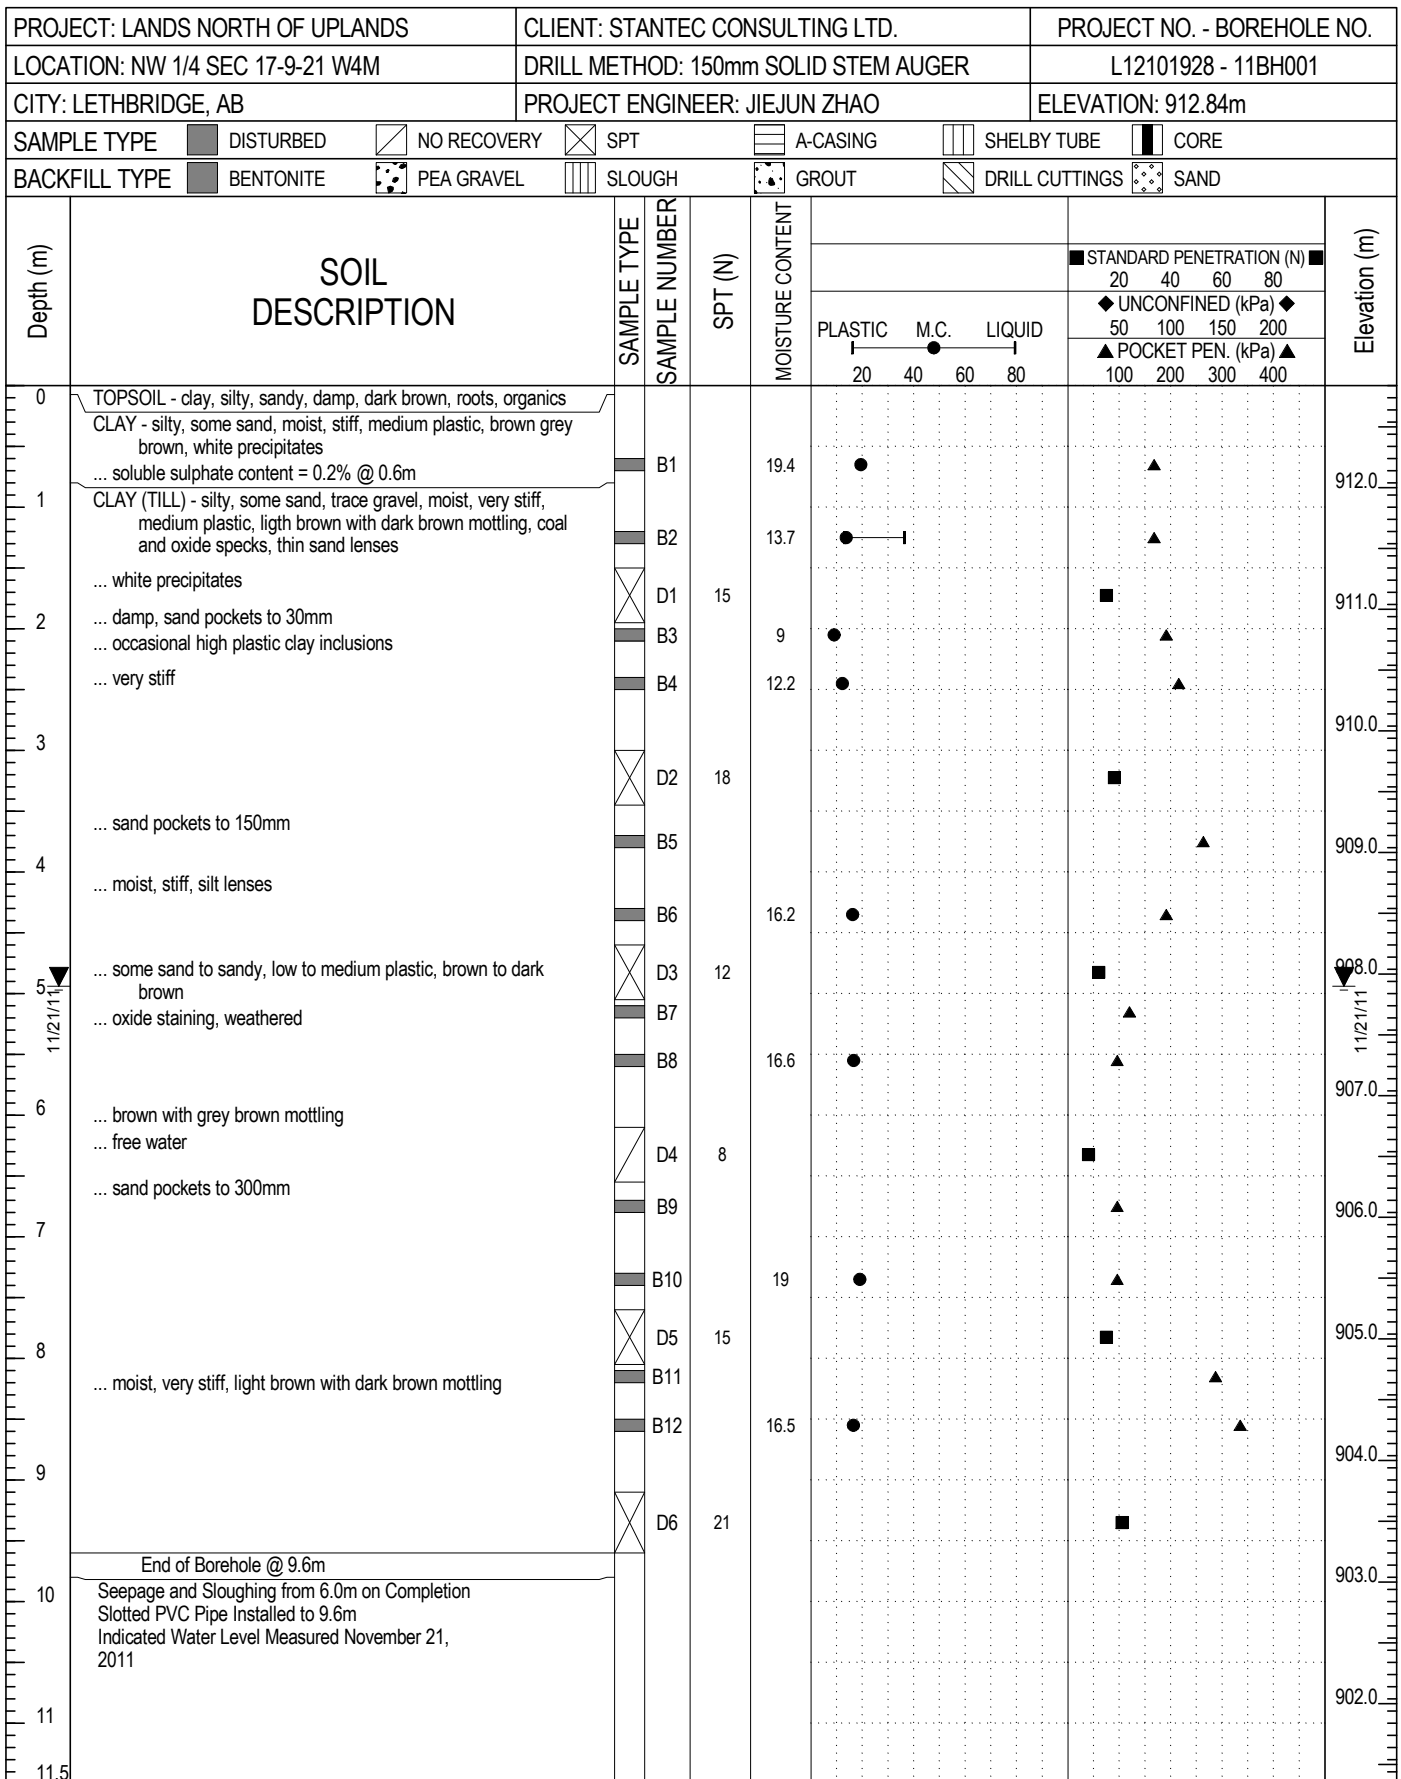 PROJECT: LANDS NORTH OF UPLANDS CLIENT: STANTEC CONSULTING LTD. PROJECT NO. - BOREHOLE NO.
LOCATION: NW 1/4 SEC 17-9-21 W4M DRILL METHOD: 150mm SOLID STEM AUGER L12101928 - 11BH001
CITY: LETHBRIDGE, AB PROJECT ENGINEER: JIEJUN ZHAO ELEVATION: 912.84m
SAMPLE TYPE DISTURBED NO RECOVERY SPT A-CASING SHELBY TUBE CORE
BACKFILL TYPE BENTONITE PEA GRAVEL SLOUGH GROUT DRILL CUTTINGS SAND
Depth (m)
SOIL
DESCRIPTION
SAMPLE TYPE
SAMPLE NUMBER
SPT (N)
MOISTURE CONTENT
PLASTIC M.C. LIQUID
20 40 60 80
STANDARD PENETRATION (N)
20 40 60 80
UNCONFINED (kPa)
50 100 150 200
POCKET PEN. (kPa)
100 200 300 400
Elevation (m)
0 TOPSOIL - clay, silty, sandy, damp, dark brown, roots, organics
CLAY - silty, some sand, moist, stiff, medium plastic, brown grey
brown, white precipitates
B1 19.4
... soluble sulphate content = 0.2% @ 0.6m
912.0
1 CLAY (TILL) - silty, some sand, trace gravel, moist, very stiff,
medium plastic, ligth brown with dark brown mottling, coal
and oxide specks, thin sand lenses
B2 13.7
... white precipitates
D1 15
911.0
... damp, sand pockets to 30mm
2
B3 9
... occasional high plastic clay inclusions
... very stiff
B4 12.2
910.0
3
D2 18
... sand pockets to 150mm
B5
909.0
4
... moist, stiff, silt lenses
B6 16.2
... some sand to sandy, low to medium plastic, brown to dark
brown
D3 12
908.0
5
11/21/11
11/21/11
B7
... oxide staining, weathered
B8 16.6
907.0
6
... brown with grey brown mottling
... free water
D4 8
... sand pockets to 300mm
B9
906.0
7
B10 19
D5 15
905.0
8
B11
... moist, very stiff, light brown with dark brown mottling
B12 16.5
904.0
9
D6 21
End of Borehole @ 9.6m
903.0
10 Seepage and Sloughing from 6.0m on Completion
Slotted PVC Pipe Installed to 9.6m
Indicated Water Level Measured November 21,
2011
902.0
11
11.5